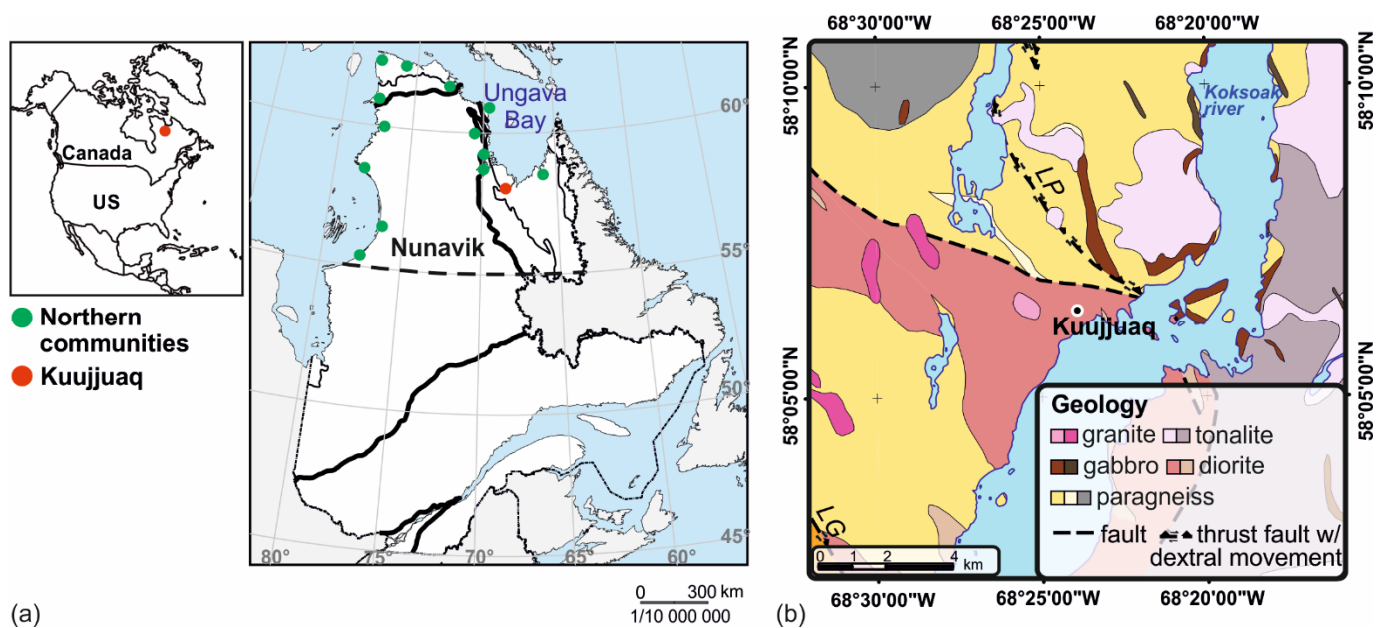 Canada
US
Northern
communities
Kuujjuaq
Ungava
Bay
Nunavik
60°
55°
50°
45°
80°
75°
70°
65°
60°
0 300 km
1/10 000 000
(a)
68°30'00"W 68°25'00"W 68°20'00"W
58°10'00"N
58°10'00"N
58°05'00"N
58°05'00"N
Koksoak
river
LP
Kuujjuaq
LG
0 1 2 4
km
Geology
granite tonalite
gabbro diorite
paragneiss
fault thrust fault w/
dextral movement
68°30'00"W 68°25'00"W 68°20'00"W
(b)